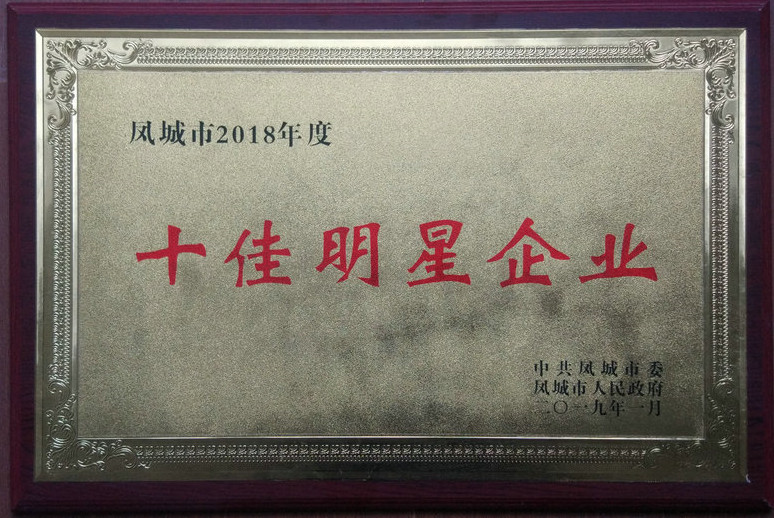 凤城市2018年度
十佳明星企业
中共凤城市委
凤城市人民政府
二〇一九年一月